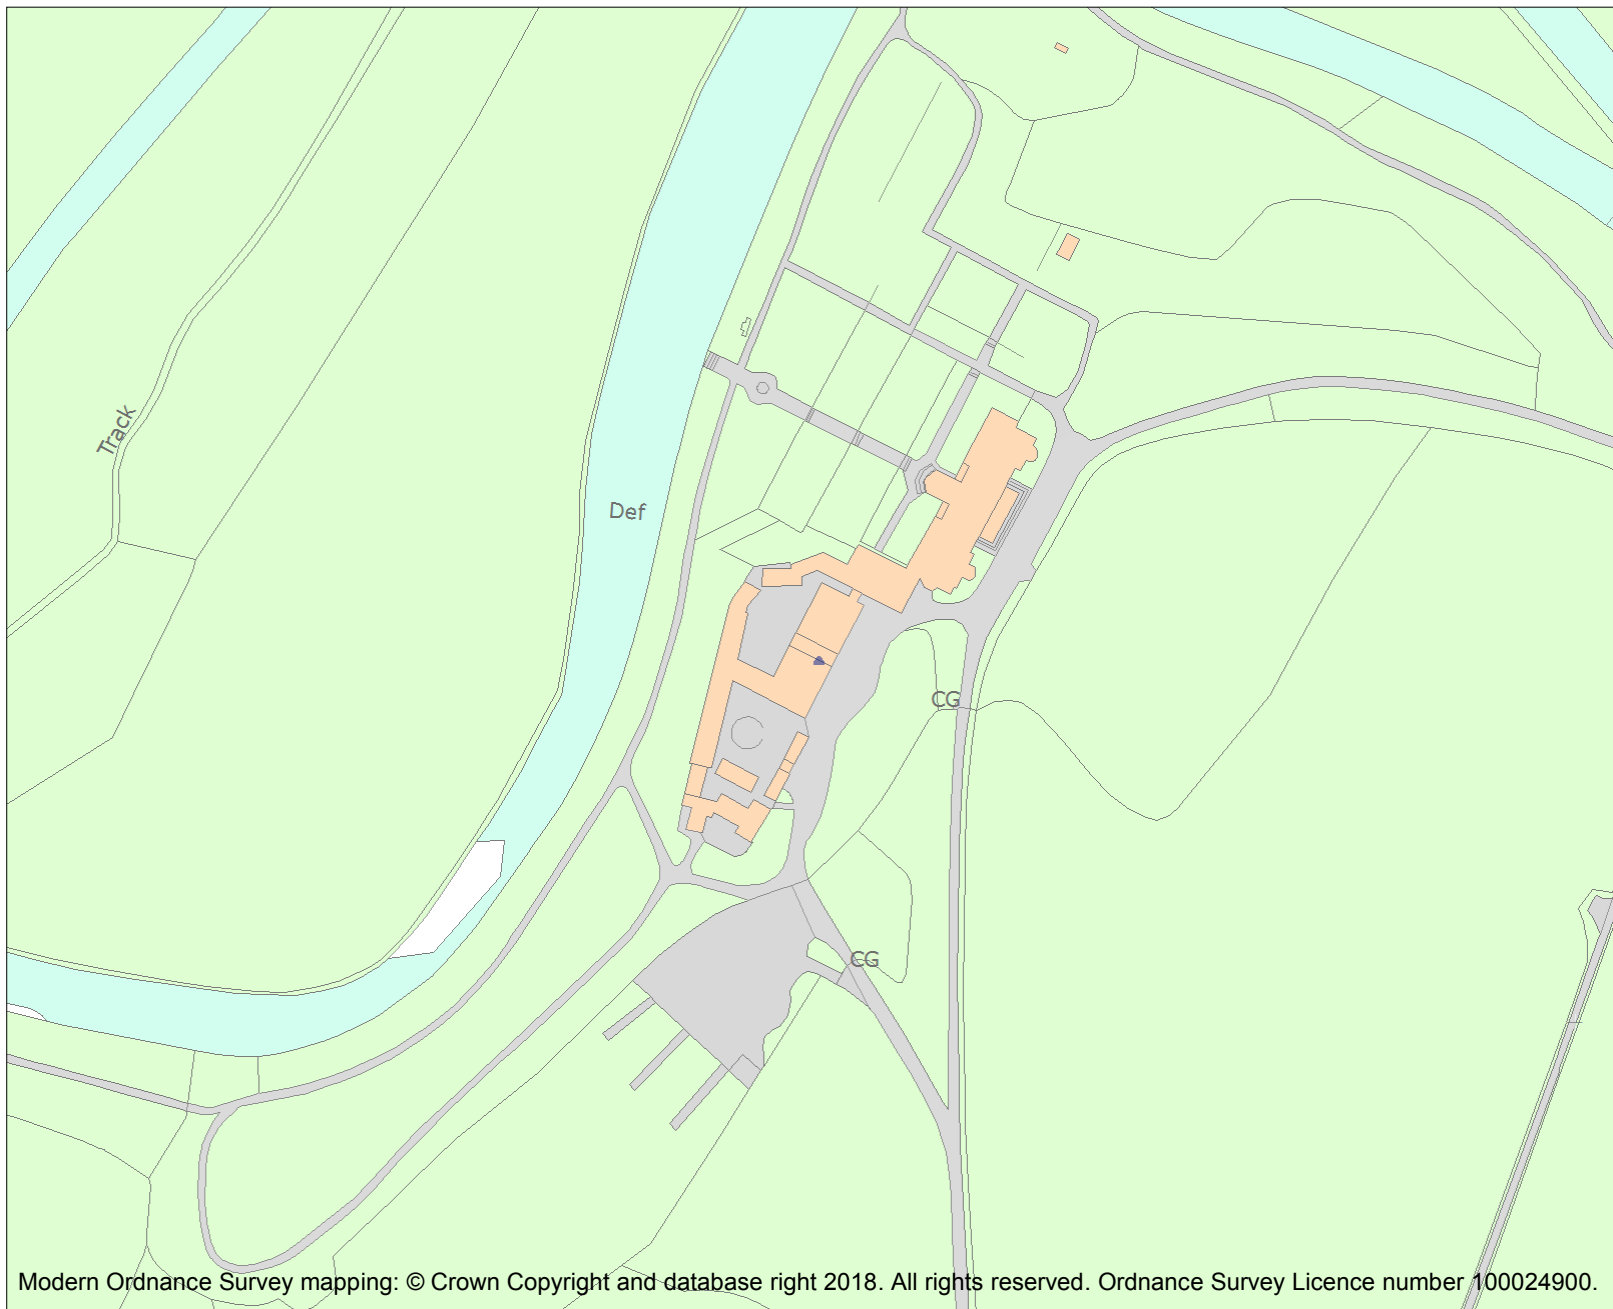 Track
Def
CG
CG
Modern Ordnance Survey mapping: © Crown Copyright and database right 2018. All rights reserved. Ordnance Survey Licence number 100024900.